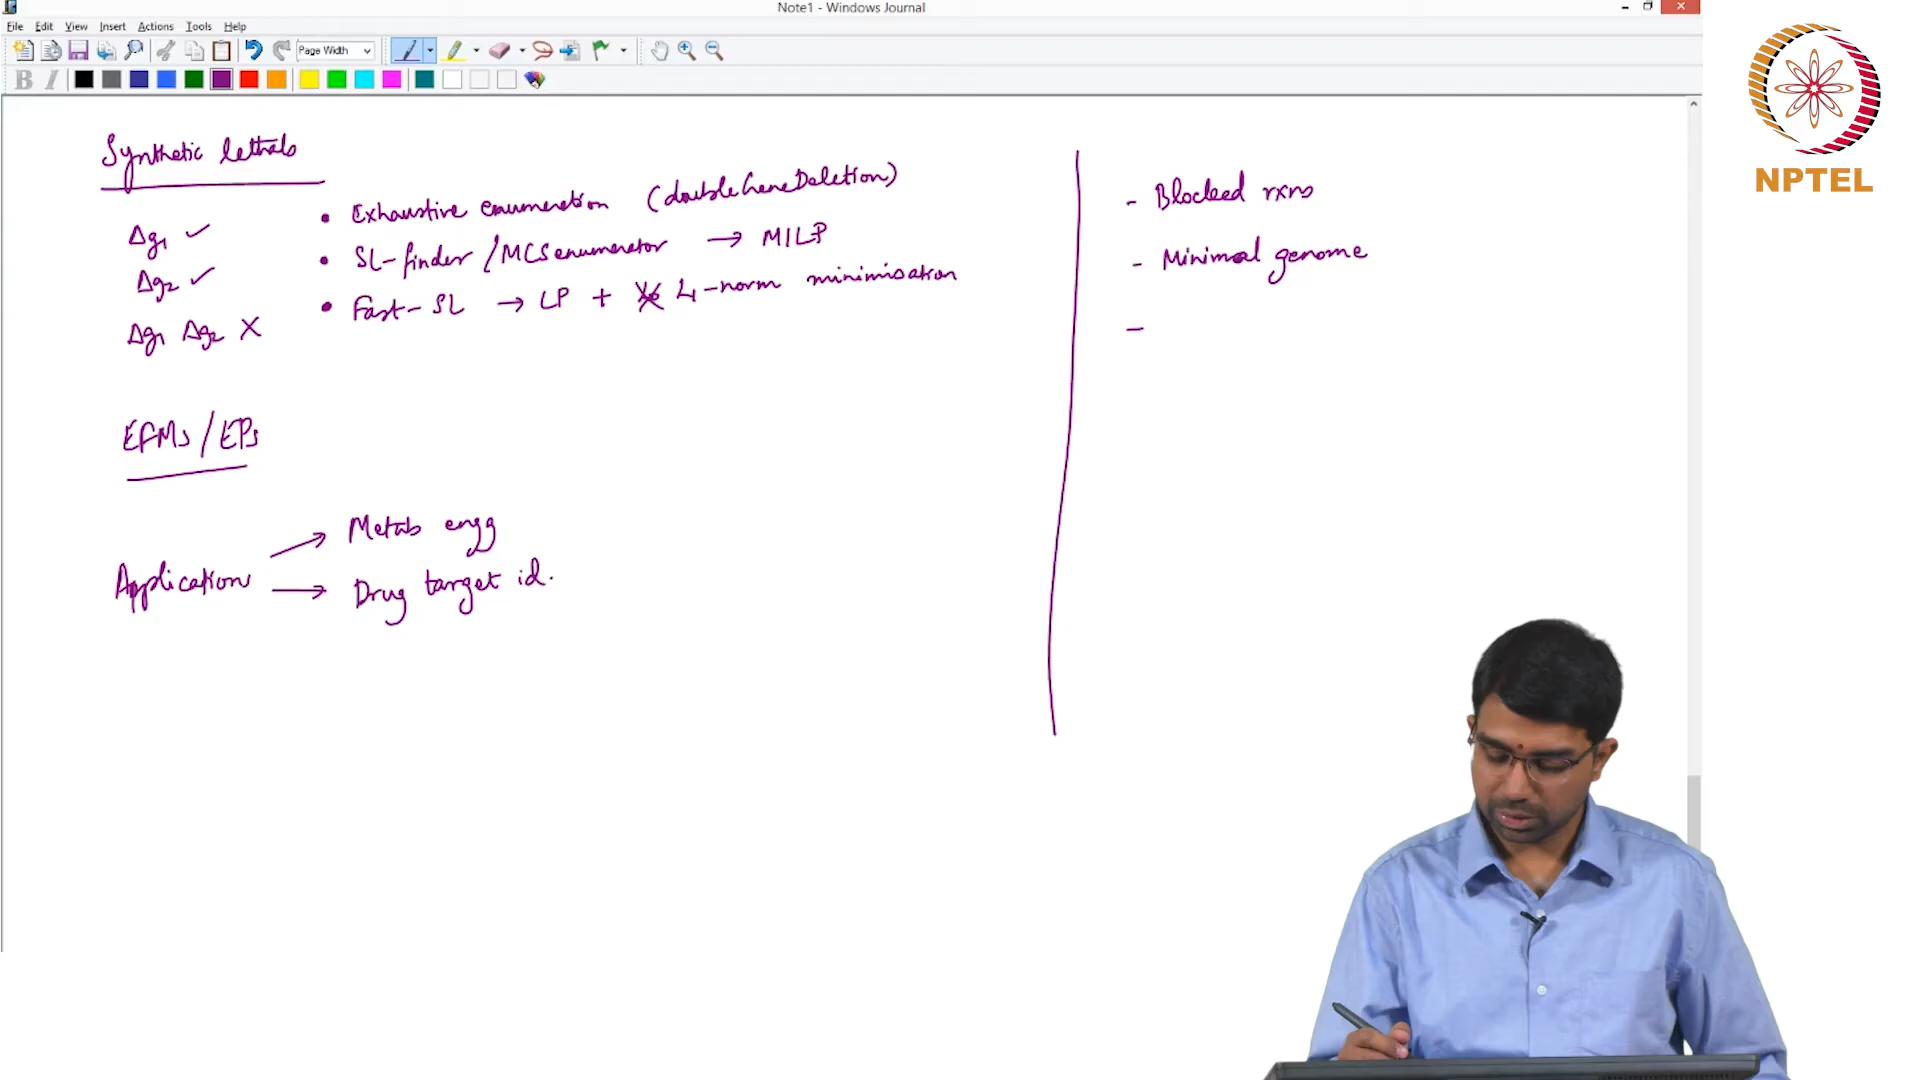 Note1 - Windows Journal
File Edit View Insert Actions Tools Help
Page Width
B I
NPTEL
Synthetic lethals
Δg1 ✓
Δg2 ✓
Δg1 Δg2 X
• Exhaustive enumeration (doubleGeneDeletion)
• SL-finder/MCSenumerator → MILP
• Fast-SL → LP + L1-norm minimisation
EFMs/EPs
Applications → Metab engg
→ Drug target id.
- Blocked rxns
- Minimal genome
-